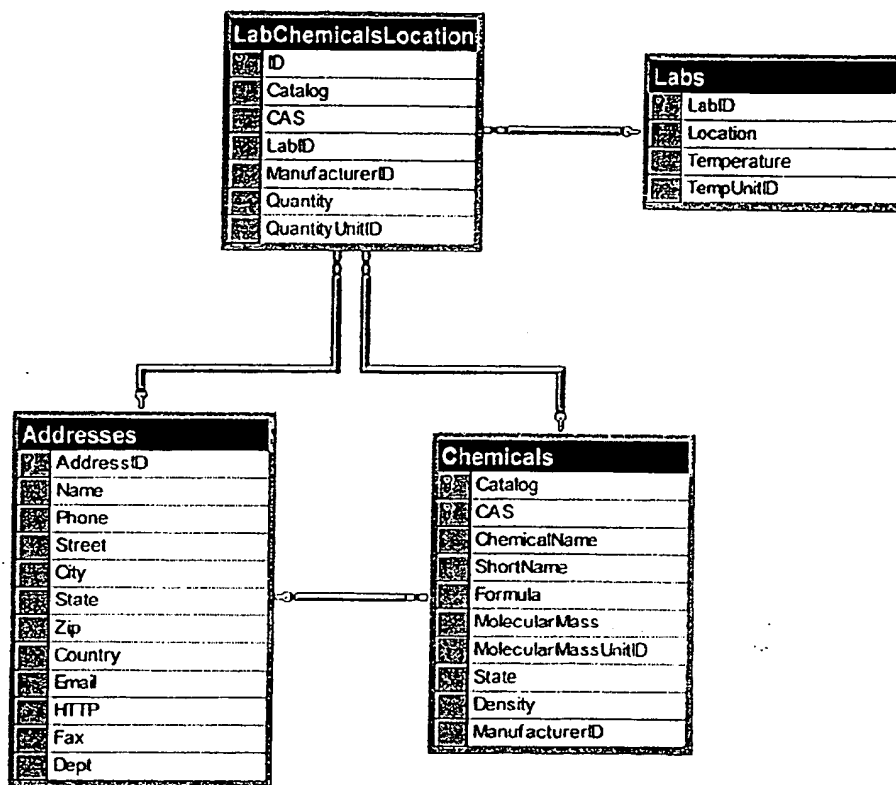 LabChemicalsLocation
ID
Catalog
CAS
LabID
ManufacturerID
Quantity
QuantityUnitID
Labs
LabID
Location
Temperature
TempUnitID
Addresses
AddressID
Name
Phone
Street
City
State
Zip
Country
Email
HTTP
Fax
Dept
Chemicals
Catalog
CAS
ChemicalName
ShortName
Formula
MolecularMass
MolecularMassUnitID
State
Density
ManufacturerID